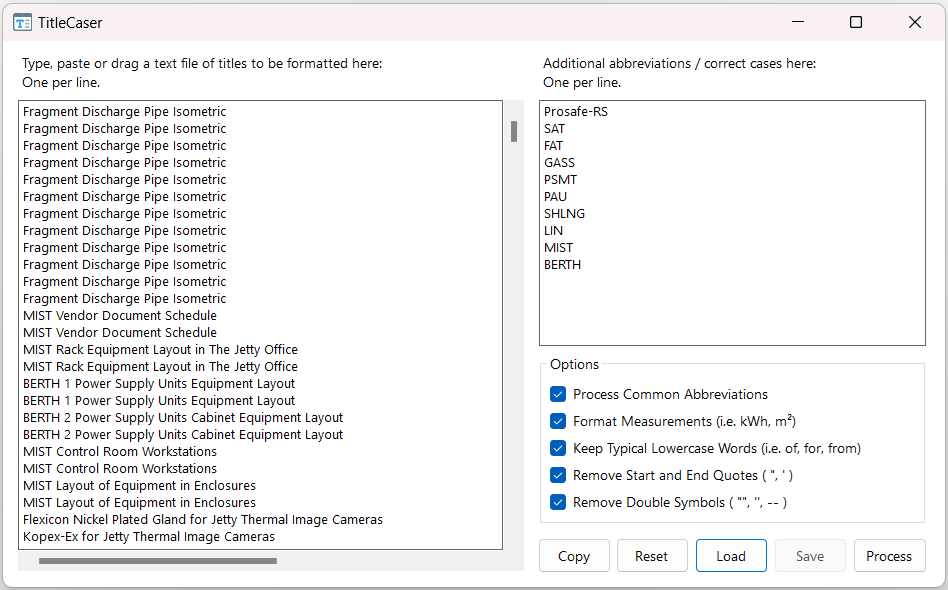 TitleCaser
Type, paste or drag a text file of titles to be formatted here:
One per line.
Fragment Discharge Pipe Isometric
Fragment Discharge Pipe Isometric
Fragment Discharge Pipe Isometric
Fragment Discharge Pipe Isometric
Fragment Discharge Pipe Isometric
Fragment Discharge Pipe Isometric
Fragment Discharge Pipe Isometric
Fragment Discharge Pipe Isometric
Fragment Discharge Pipe Isometric
Fragment Discharge Pipe Isometric
Fragment Discharge Pipe Isometric
Fragment Discharge Pipe Isometric
MIST Vendor Document Schedule
MIST Vendor Document Schedule
MIST Rack Equipment Layout in The Jetty Office
MIST Rack Equipment Layout in The Jetty Office
BERTH 1 Power Supply Units Equipment Layout
BERTH 1 Power Supply Units Equipment Layout
BERTH 2 Power Supply Units Cabinet Equipment Layout
BERTH 2 Power Supply Units Cabinet Equipment Layout
MIST Control Room Workstations
MIST Control Room Workstations
MIST Layout of Equipment in Enclosures
MIST Layout of Equipment in Enclosures
Flexicon Nickel Plated Gland for Jetty Thermal Image Cameras
Kopex-Ex for Jetty Thermal Image Cameras
Additional abbreviations / correct cases here:
One per line.
Prosafe-RS
SAT
FAT
GASS
PSMT
PAU
SHLNG
LIN
MIST
BERTH
Options
Process Common Abbreviations
Format Measurements (i.e. kWh, m²)
Keep Typical Lowercase Words (i.e. of, for, from)
Remove Start and End Quotes ( ", ' )
Remove Double Symbols ( "", '', -- )
Copy
Reset
Load
Save
Process